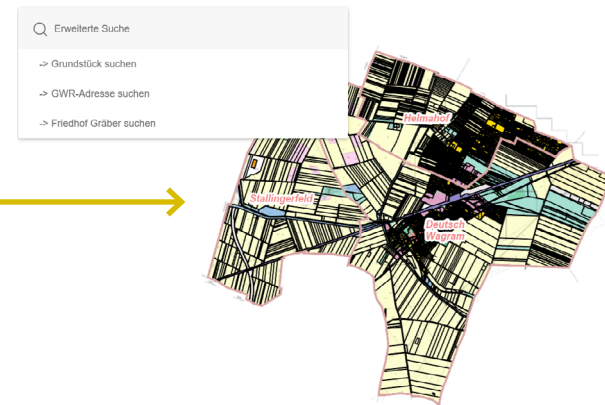 Erweiterte Suche
-> Grundstück suchen
-> GWR-Adresse suchen
-> Friedhof Gräber suchen
Helmahof
Stallingerfeld
Deutsch
Wagram